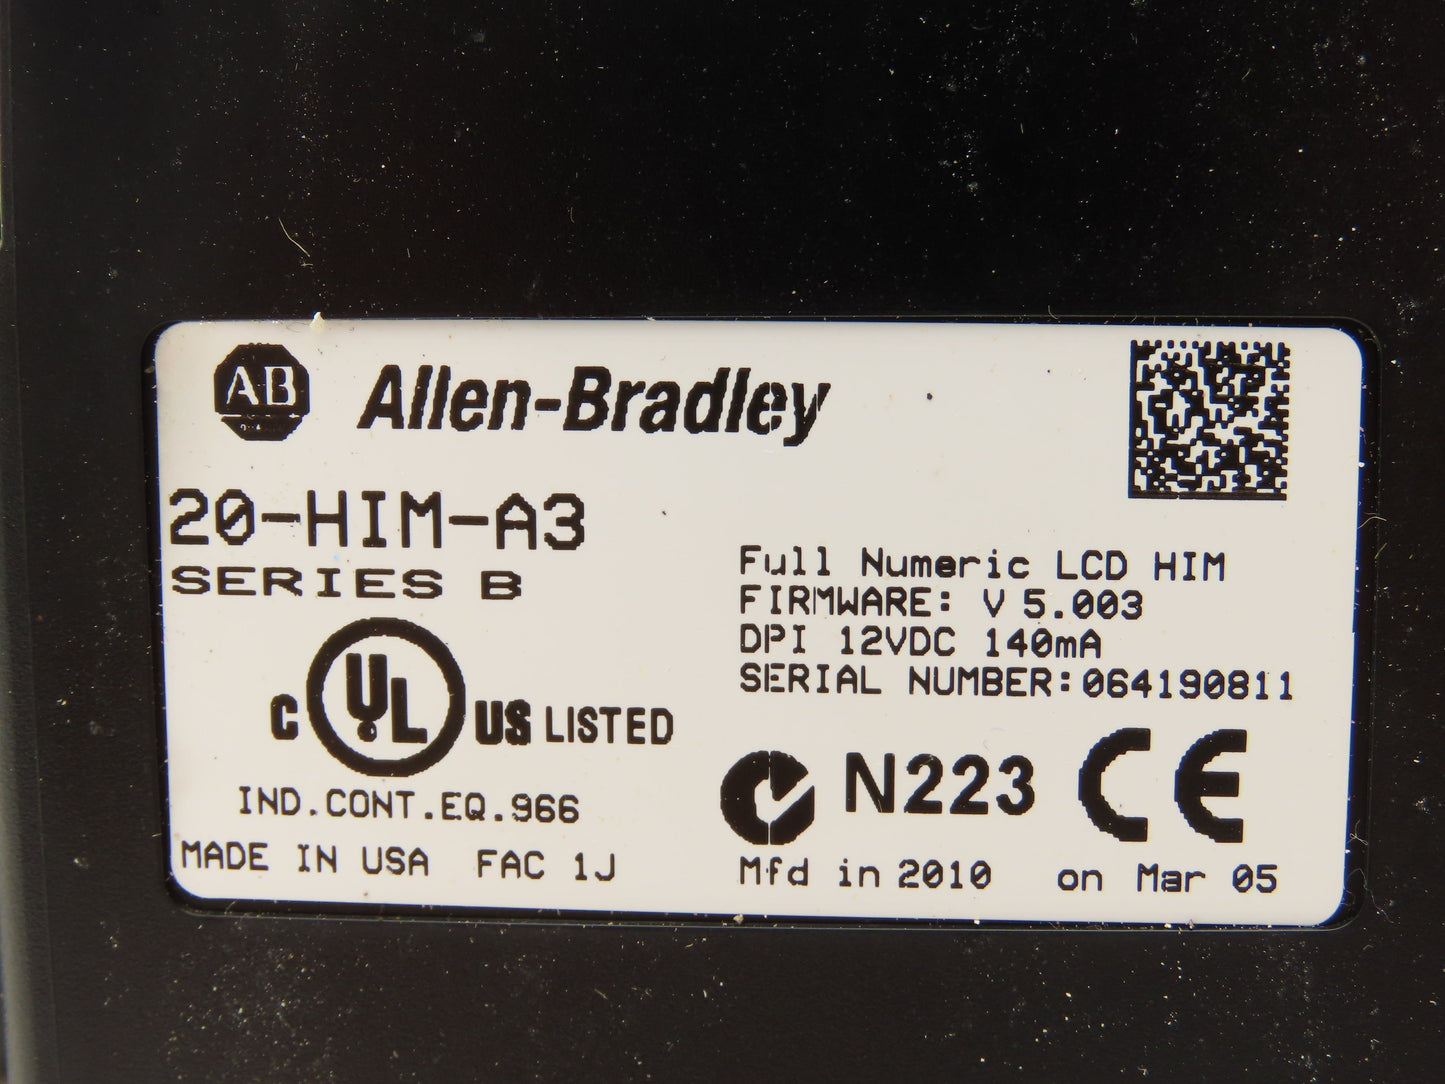 AB
Allen-Bradley
20-HIM-A3
SERIES B
Full Numeric LCD HIM
FIRMWARE: V 5.003
DPI 12VDC 140mA
SERIAL NUMBER:064190811
C UL US LISTED
IND.CONT.EQ.966
N223 CE
MADE IN USA FAC 1J
Mfd in 2010 on Mar 05